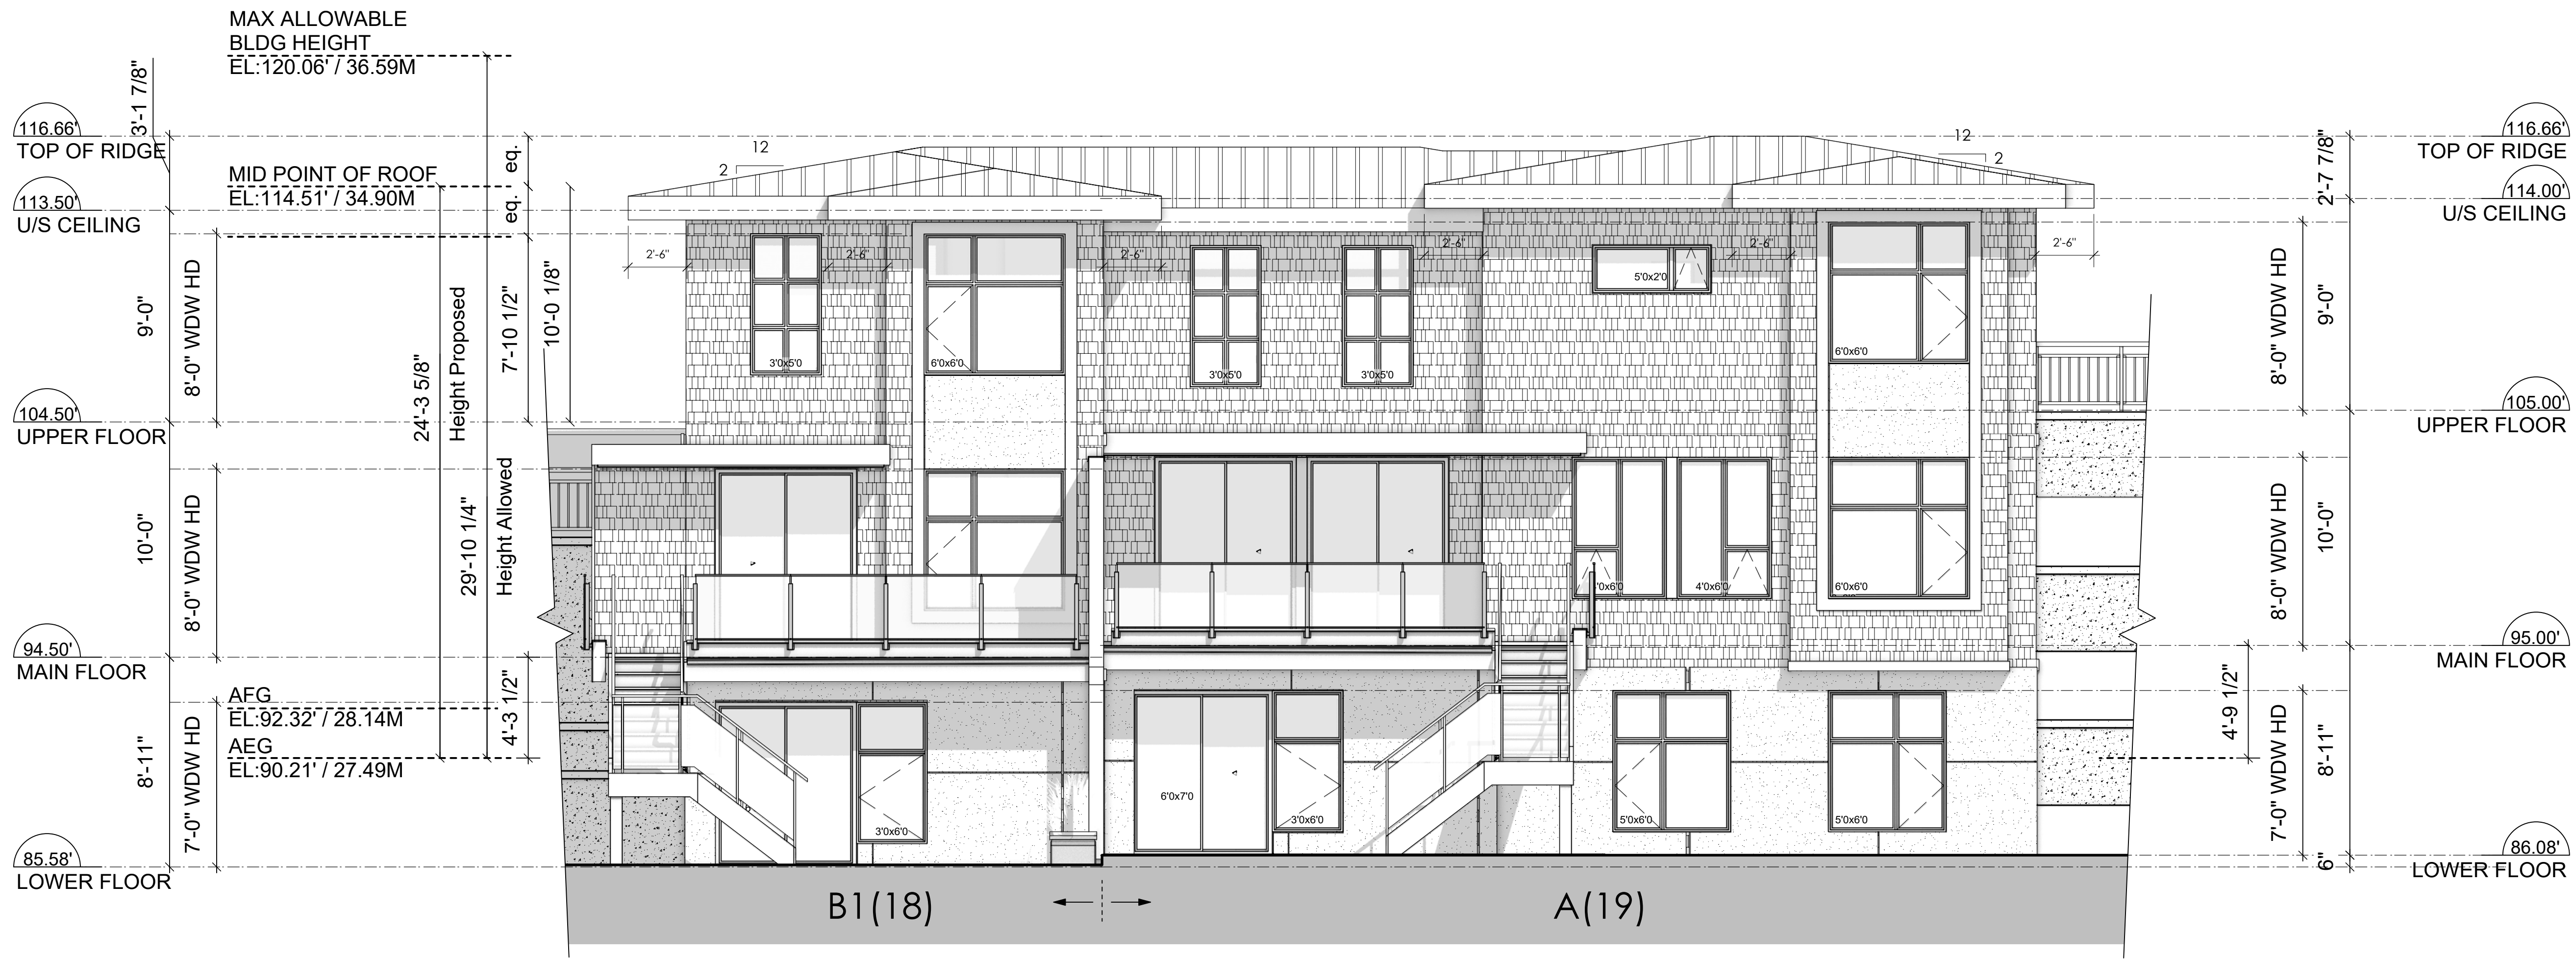 MAX ALLOWABLE
BLDG HEIGHT
EL:120.06' / 36.59M
3'-1 7/8"
116.66'
TOP OF RIDGE
MID POINT OF ROOF
EL:114.51' / 34.90M
113.50'
U/S CEILING
9'-0"
8'-0" WDW HD
104.50'
UPPER FLOOR
10'-0"
8'-0" WDW HD
94.50'
MAIN FLOOR
AFG
EL:92.32' / 28.14M
AEG
EL:90.21' / 27.49M
8'-11"
7'-0" WDW HD
85.58'
LOWER FLOOR
24'-3 5/8"
Height Proposed
29'-10 1/4"
Height Allowed
eq.
eq.
7'-10 1/2"
10'-0 1/8"
4'-3 1/2"
12
2
12
2
2'-6"
2'-6"
2'-6"
2'-6"
2'-6"
2'-6"
3'0x5'0
6'0x6'0
3'0x5'0
3'0x5'0
5'0x2'0
6'0x6'0
4'0x6'0
6'0x6'0
3'0x6'0
6'0x7'0
3'0x6'0
5'0x6'0
5'0x6'0
B1(18)
A(19)
116.66'
TOP OF RIDGE
2'-7 7/8"
114.00'
U/S CEILING
8'-0" WDW HD
9'-0"
105.00'
UPPER FLOOR
8'-0" WDW HD
10'-0"
95.00'
MAIN FLOOR
4'-9 1/2"
7'-0" WDW HD
8'-11"
6"
86.08'
LOWER FLOOR